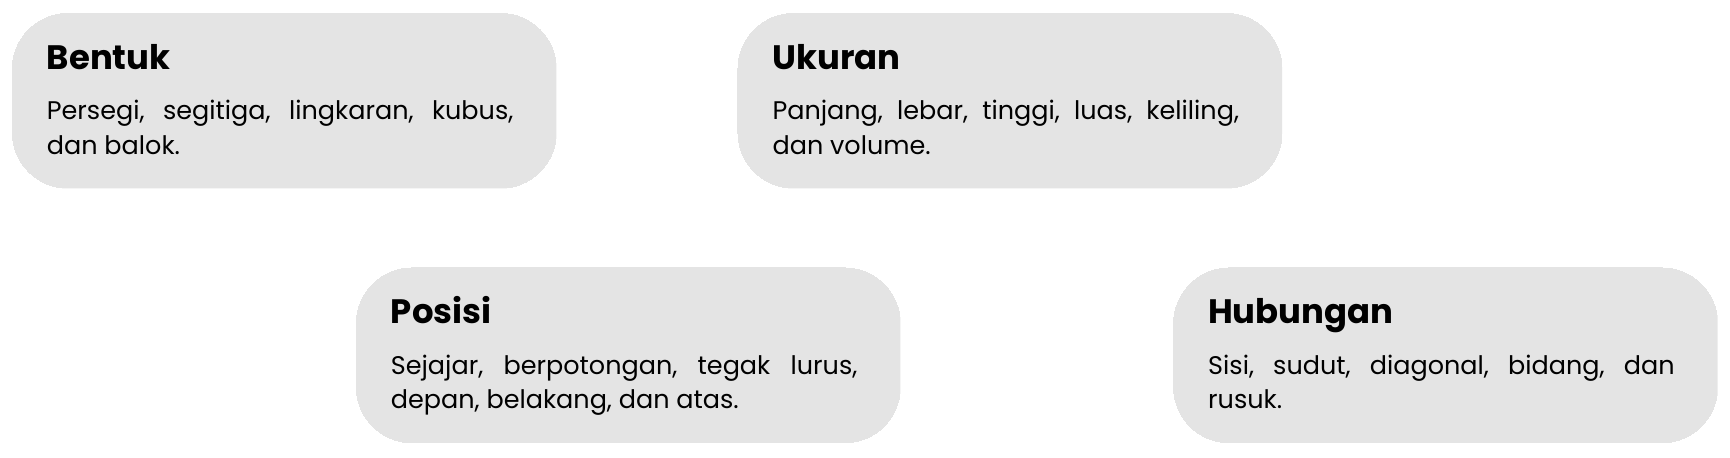 Bentuk
Persegi, segitiga, lingkaran, kubus,
dan balok.
Ukuran
Panjang, lebar, tinggi, luas, keliling,
dan volume.
Posisi
Sejajar, berpotongan, tegak lurus,
depan, belakang, dan atas.
Hubungan
Sisi, sudut, diagonal, bidang, dan
rusuk.